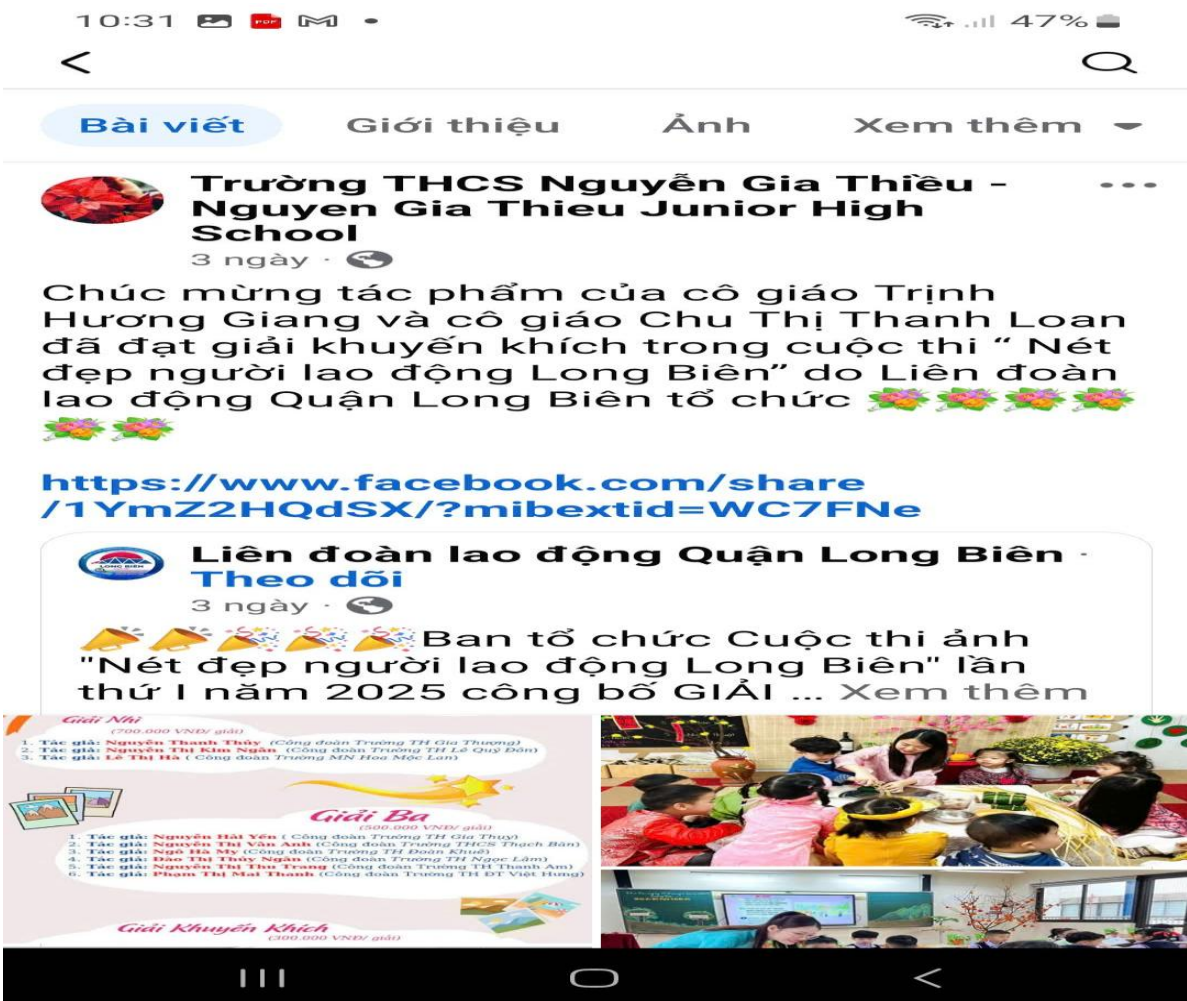 10:31
47%
Bài viết Giới thiệu Ảnh Xem thêm
Trường THCS Nguyễn Gia Thiều -
Nguyen Gia Thieu Junior High
School
3 ngày ·
Chúc mừng tác phẩm của cô giáo Trịnh
Hương Giang và cô giáo Chu Thị Thanh Loan
đã đạt giải khuyến khích trong cuộc thi “ Nét
đẹp người lao động Long Biên” do Liên đoàn
lao động Quận Long Biên tổ chức 💐💐💐💐
💐💐
https://www.facebook.com/share
/1YmZ2HQdSX/?mibextid=WC7FNe
LONG BIÊN
Liên đoàn lao động Quận Long Biên ·
Theo dõi
3 ngày ·
📣📣🎉🎉🎉Ban tổ chức Cuộc thi ảnh
"Nét đẹp người lao động Long Biên" lần
thứ I năm 2025 công bố GIẢI ... Xem thêm
Giải Nhì
(700.000 VNĐ/ giải)
1. Tác giả: Nguyễn Thanh Thủy (Công đoàn Trường TH Gia Thượng)
2. Tác giả: Nguyễn Thị Kim Ngân (Công đoàn Trường TH Lê Quý Đôn)
3. Tác giả: Lê Thị Hà ( Công đoàn Trường MN Hoa Mộc Lan)
Giải Ba
(500.000 VNĐ/ giải)
1. Tác giả: Nguyễn Hải Yến ( Công đoàn Trường TH Gia Thụy)
2. Tác giả: Nguyễn Thị Vân Anh (Công đoàn Trường THCS Thạch Bàn)
3. Tác giả: Ngô Hà My (Công đoàn Trường TH Đoàn Khuê)
4. Tác giả: Đào Thị Thúy Ngân (Công đoàn Trường TH Ngọc Lâm)
5. Tác giả: Nguyễn Thị Thu Trang (Công đoàn Trường TH Thanh Am)
6. Tác giả: Phạm Thị Mai Thanh (Công đoàn Trường TH ĐT Việt Hưng)
Giải Khuyến Khích
(300.000 VNĐ/ giải)